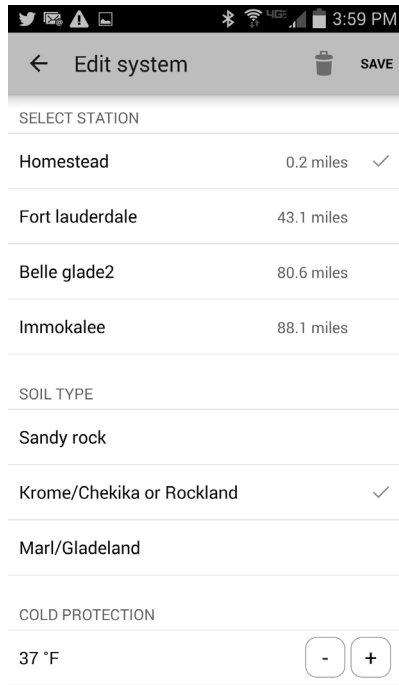 4G LTE 3:59 PM
Edit system SAVE
SELECT STATION
Homestead 0.2 miles
Fort lauderdale 43.1 miles
Belle glade2 80.6 miles
Immokalee 88.1 miles
SOIL TYPE
Sandy rock
Krome/Chekika or Rockland
Marl/Gladeland
COLD PROTECTION
37 °F - +